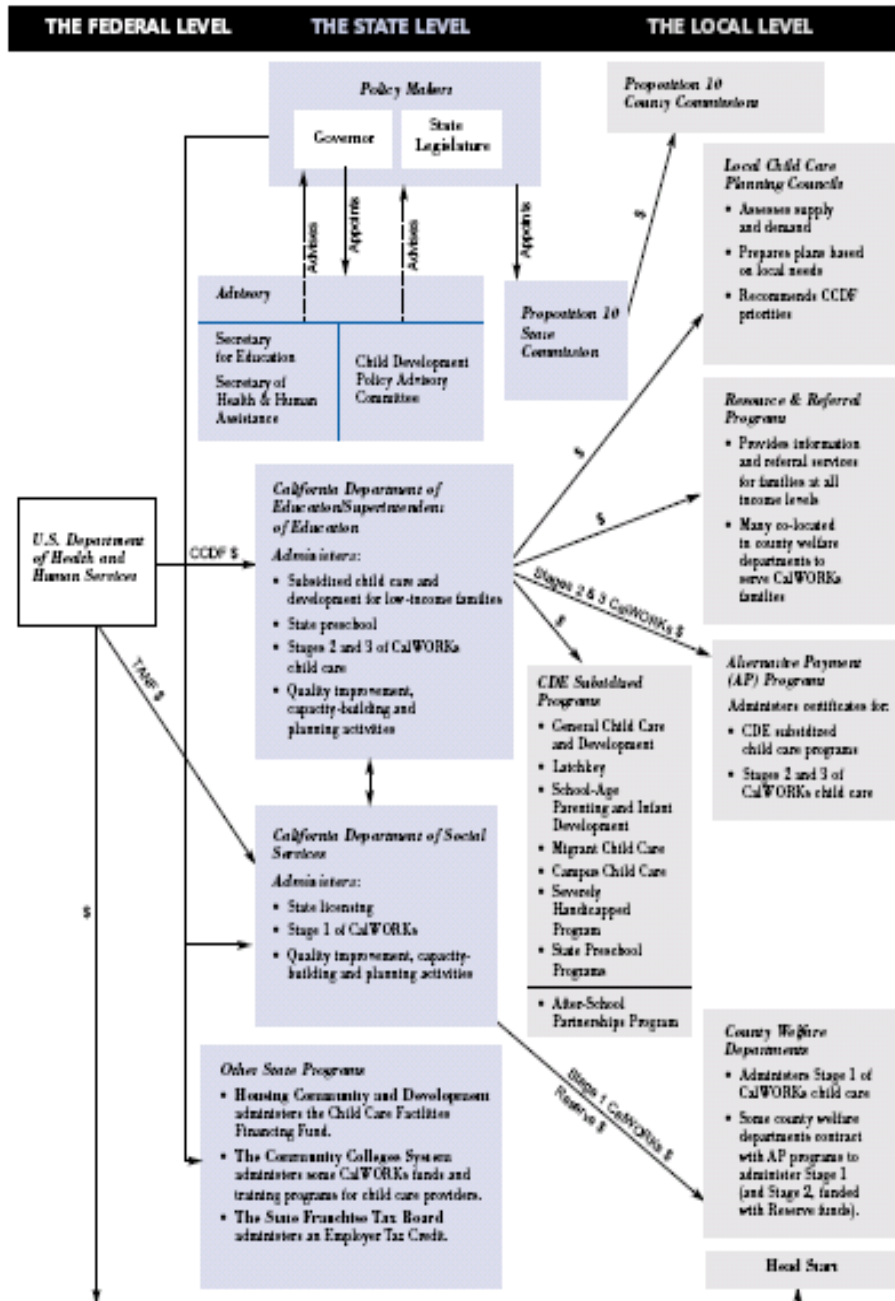 THE FEDERAL LEVEL
THE STATE LEVEL
THE LOCAL LEVEL
Policy Makers
Governor
State
Legislature
Advises
Appoints
Advises
Appoints
Advisory
Secretary
for Education
Secretary of
Health & Human
Assistance
Child Development
Policy Advisory
Committee
Proposition 10
State
Commission
$
Proposition 10
County Commissions
Local Child Care
Planning Councils
• Assesses supply
and demand
• Prepares plans based
on local needs
• Recommends CCDF
priorities
U.S. Department
of Health and
Human Services
CCDF $
TANF $
$
California Department of
Education/Superintendent
of Education
Administers:
• Subsidized child care and
development for low-income families
• State preschool
• Stages 2 and 3 of CalWORKs
child care
• Quality improvement,
capacity-building and
planning activities
$
$
Stages 2 & 3 CalWORKs $
$
Resource & Referral
Programs
• Provides information
and referral services
for families at all
income levels
• Many co-located
in county welfare
departments to
serve CalWORKs
families
Alternative Payment
(AP) Programs
Administers certificates for:
• CDE subsidized
child care programs
• Stages 2 and 3 of
CalWORKs child care
CDE Subsidized
Programs
• General Child Care
and Development
• Latchkey
• School-Age
Parenting and Infant
Development
• Migrant Child Care
• Campus Child Care
• Severely
Handicapped
Program
• State Preschool
Programs
• After-School
Partnerships Program
California Department of Social
Services
Administers:
• State licensing
• Stage 1 of CalWORKs
• Quality improvement, capacity-
building and planning activities
Stage 1 CalWORKs $
Reserve $
County Welfare
Departments
• Administers Stage 1 of
CalWORKs child care
• Some county welfare
departments contract
with AP programs to
administer Stage 1
(and Stage 2, funded
with Reserve funds).
Other State Programs
• Housing Community and Development
administers the Child Care Facilities
Financing Fund.
• The Community Colleges System
administers some CalWORKs funds and
training programs for child care providers.
• The State Franchise Tax Board
administers an Employer Tax Credit.
Head Start